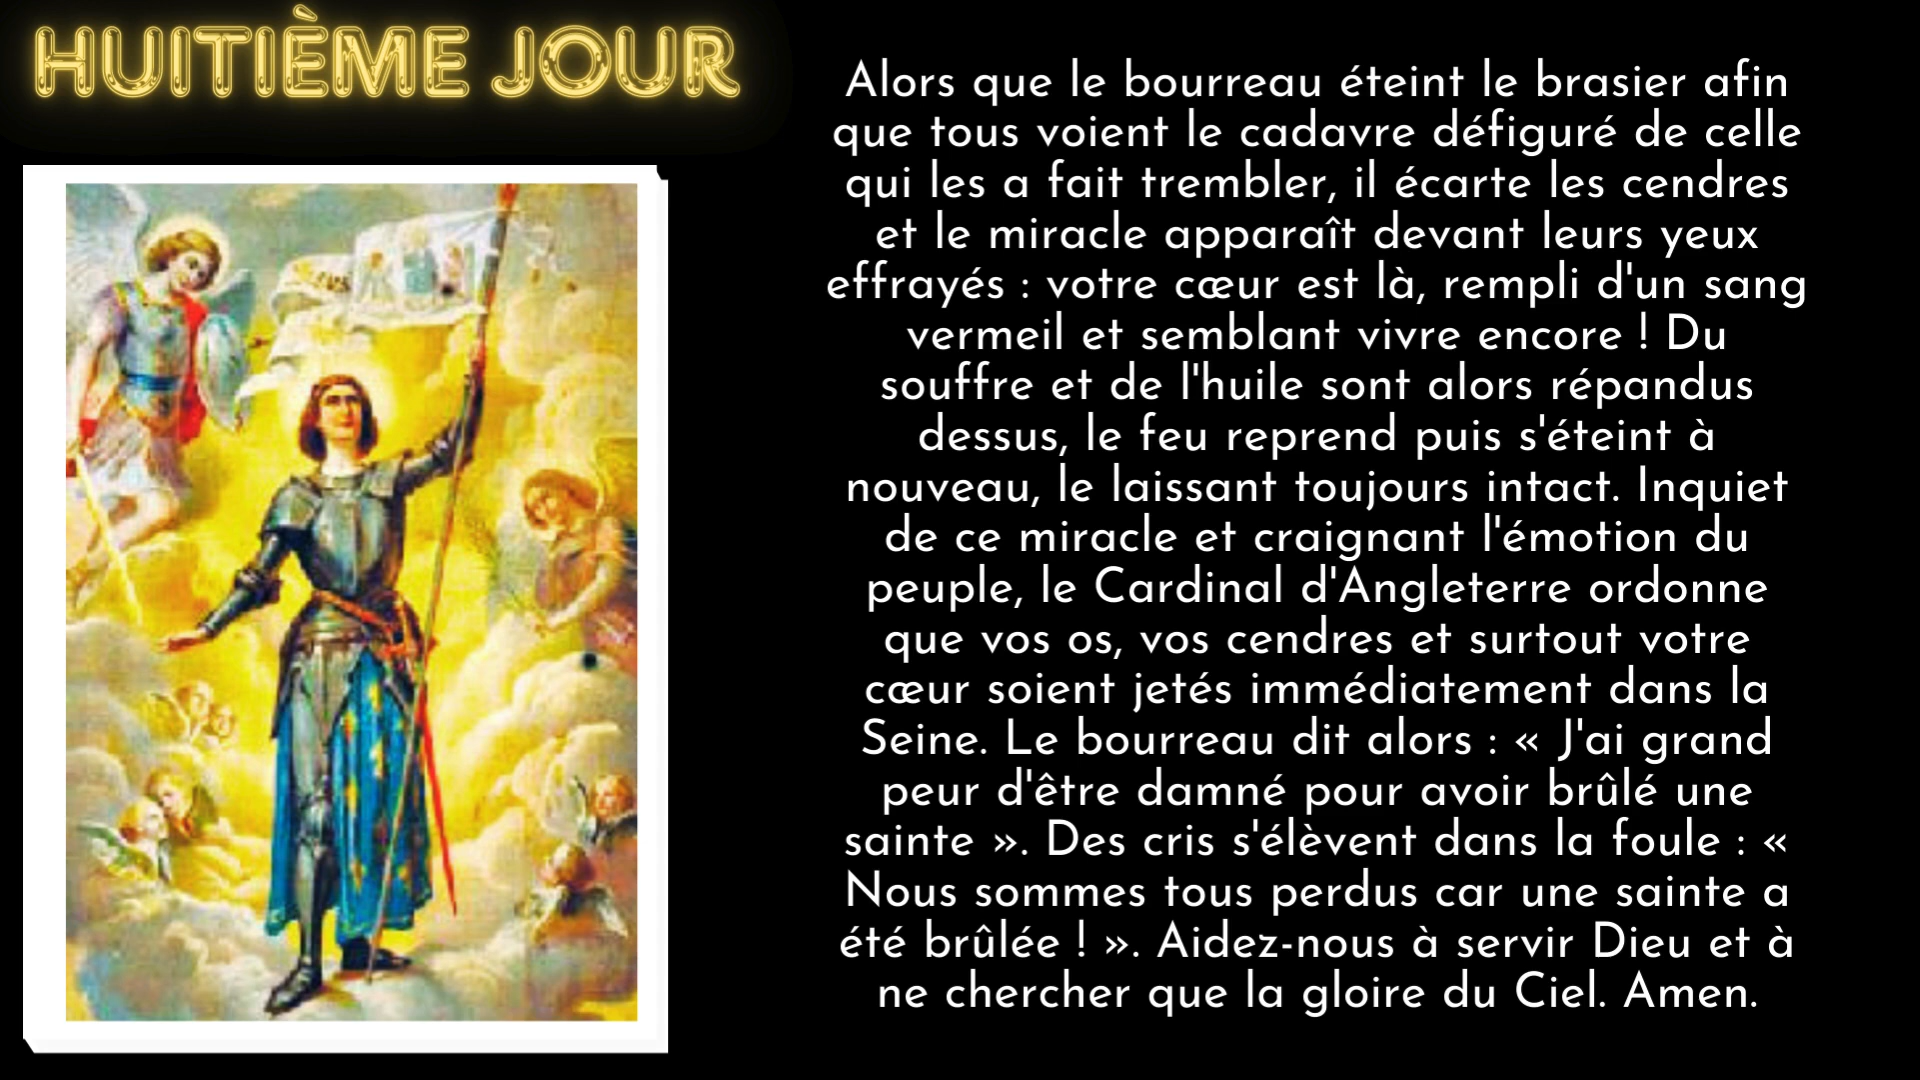 HUITIÈME JOUR
Alors que le bourreau éteint le brasier afin
que tous voient le cadavre défiguré de celle
qui les a fait trembler, il écarte les cendres
et le miracle apparaît devant leurs yeux
effrayés : votre cœur est là, rempli d'un sang
vermeil et semblant vivre encore ! Du
souffre et de l'huile sont alors répandus
dessus, le feu reprend puis s'éteint à
nouveau, le laissant toujours intact. Inquiet
de ce miracle et craignant l'émotion du
peuple, le Cardinal d'Angleterre ordonne
que vos os, vos cendres et surtout votre
cœur soient jetés immédiatement dans la
Seine. Le bourreau dit alors : « J'ai grand
peur d'être damné pour avoir brûlé une
sainte ». Des cris s'élèvent dans la foule : «
Nous sommes tous perdus car une sainte a
été brûlée ! ». Aidez-nous à servir Dieu et à
ne chercher que la gloire du Ciel. Amen.